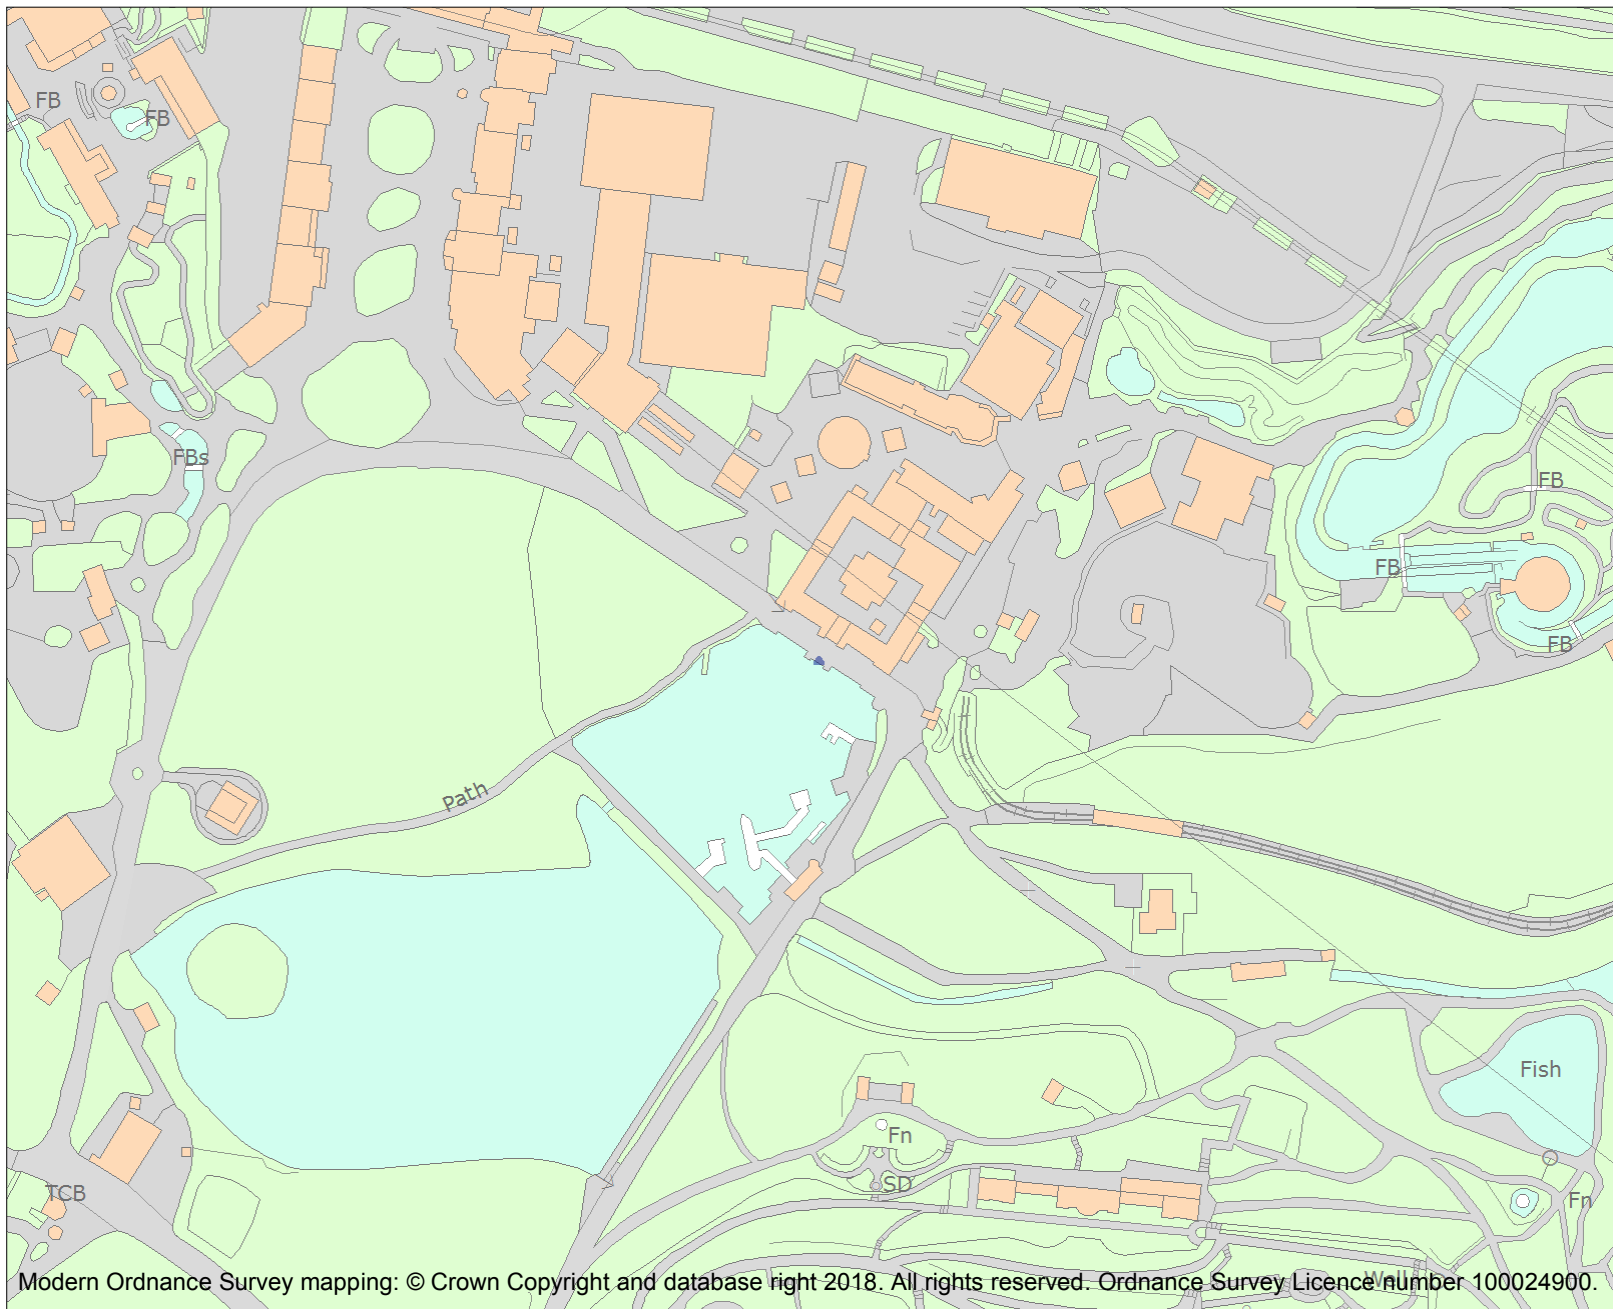 FB
FB
FBs
FB
FB
FB
Path
Fish
Fn
SD
TCB
Fn
Well
Modern Ordnance Survey mapping: © Crown Copyright and database right 2018. All rights reserved. Ordnance Survey Licence number 100024900.